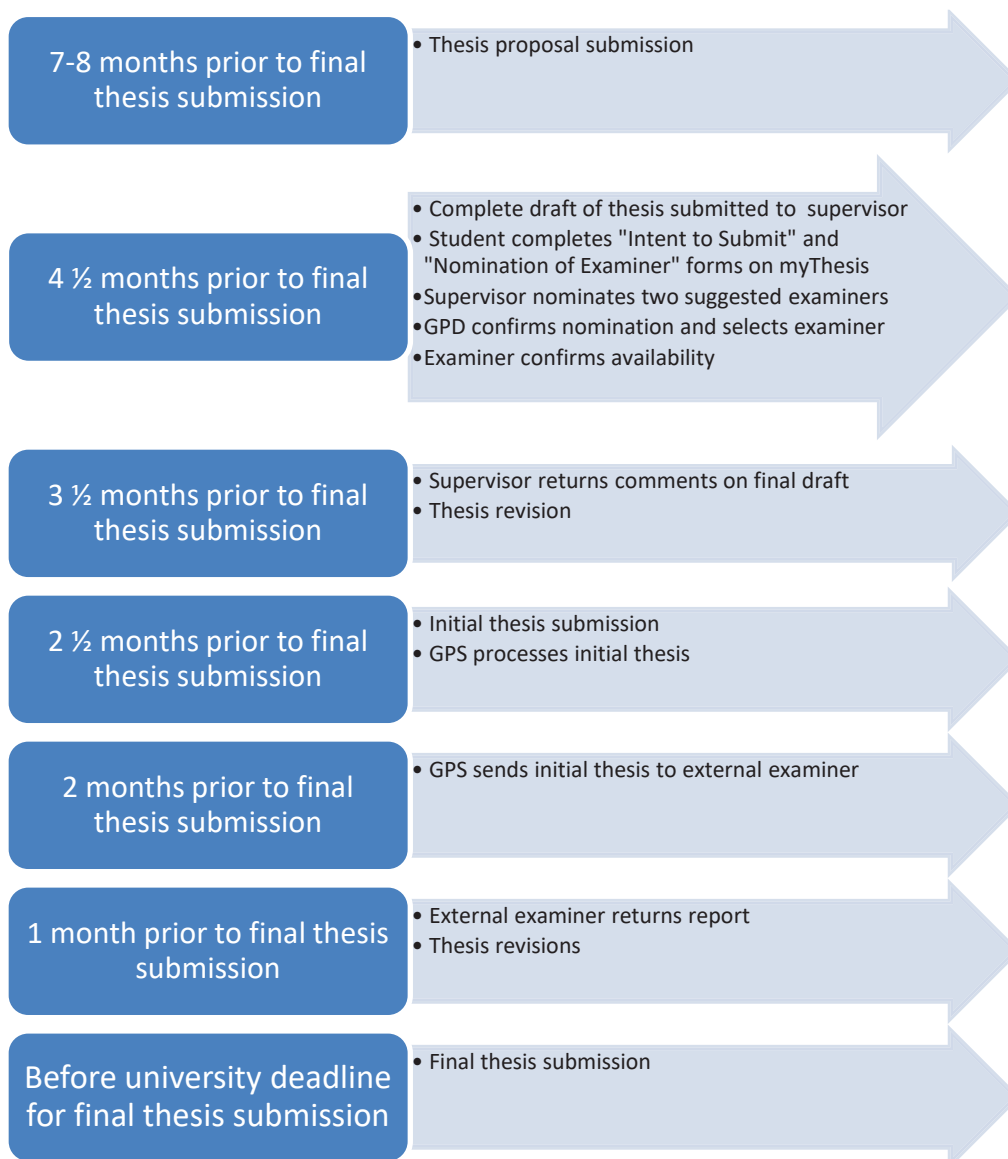 7-8 months prior to final
thesis submission
• Thesis proposal submission
4 ½ months prior to final
thesis submission
• Complete draft of thesis submitted to  supervisor
• Student completes "Intent to Submit" and
"Nomination of Examiner" forms on myThesis
•Supervisor nominates two suggested examiners
•GPD confirms nomination and selects examiner
•Examiner confirms availability
3 ½ months prior to final
thesis submission
• Supervisor returns comments on final draft
• Thesis revision
2 ½ months prior to final
thesis submission
• Initial thesis submission
• GPS processes initial thesis
2 months prior to final
thesis submission
• GPS sends initial thesis to external examiner
1 month prior to final thesis
submission
• External examiner returns report
• Thesis revisions
Before university deadline
for final thesis submission
• Final thesis submission